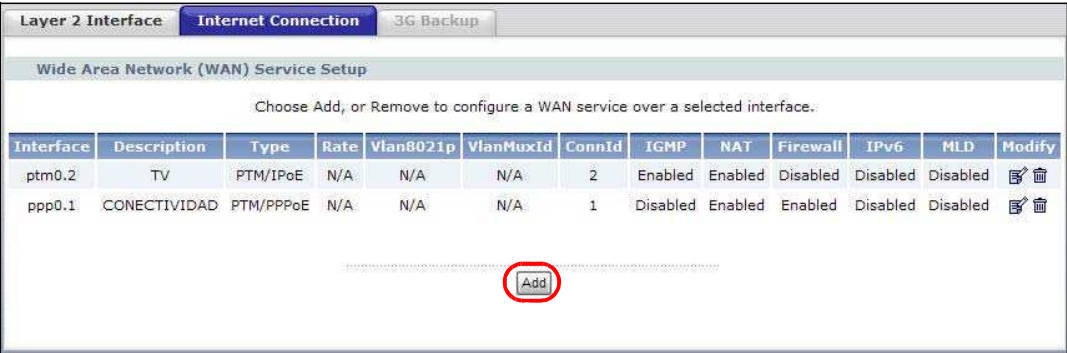 Layer 2 Interface Internet Connection 3G Backup
Wide Area Network (WAN) Service Setup
Choose Add, or Remove to configure a WAN service over a selected interface.
Interface Description Type Rate Vlan8021p VlanMuxId ConnId IGMP NAT Firewall IPv6 MLD Modify
ptm0.2 TV PTM/IPoE N/A N/A N/A 2 Enabled Enabled Disabled Disabled Disabled
ppp0.1 CONECTIVIDAD PTM/PPPoE N/A N/A N/A 1 Disabled Enabled Enabled Disabled Disabled
Add